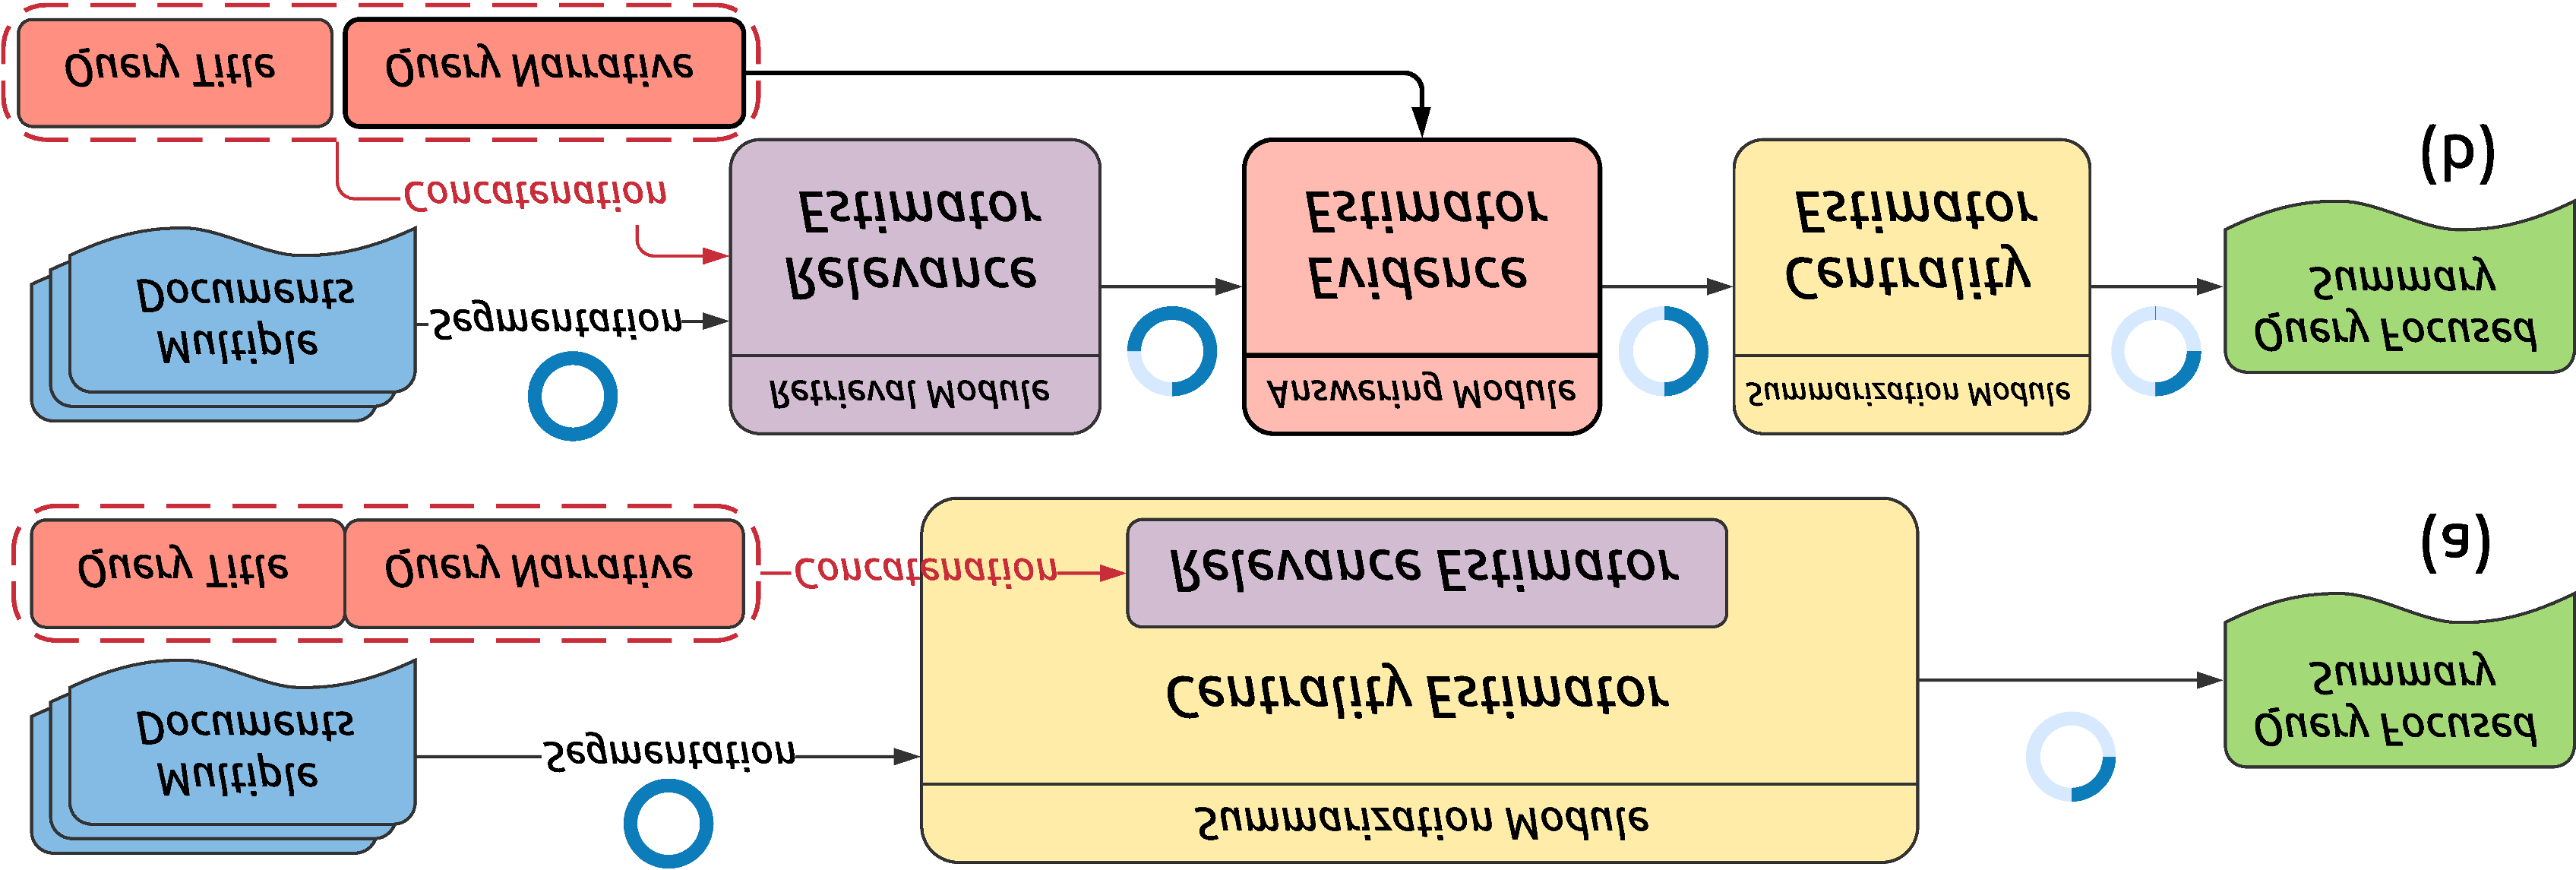 Summarization Module
Multiple
Documents
Segmentation
Centrality Estimator
Query Focused
Summary
Query Title
Query Narrative
Concatenation
Relevance Estimator
(a)
Retrieval Module
Answering Module
Summarization Module
Multiple
Documents
Segmentation
Relevance
Estimator
Evidence
Estimator
Centrality
Estimator
Query Focused
Summary
Concatenation
(b)
Query Title
Query Narrative